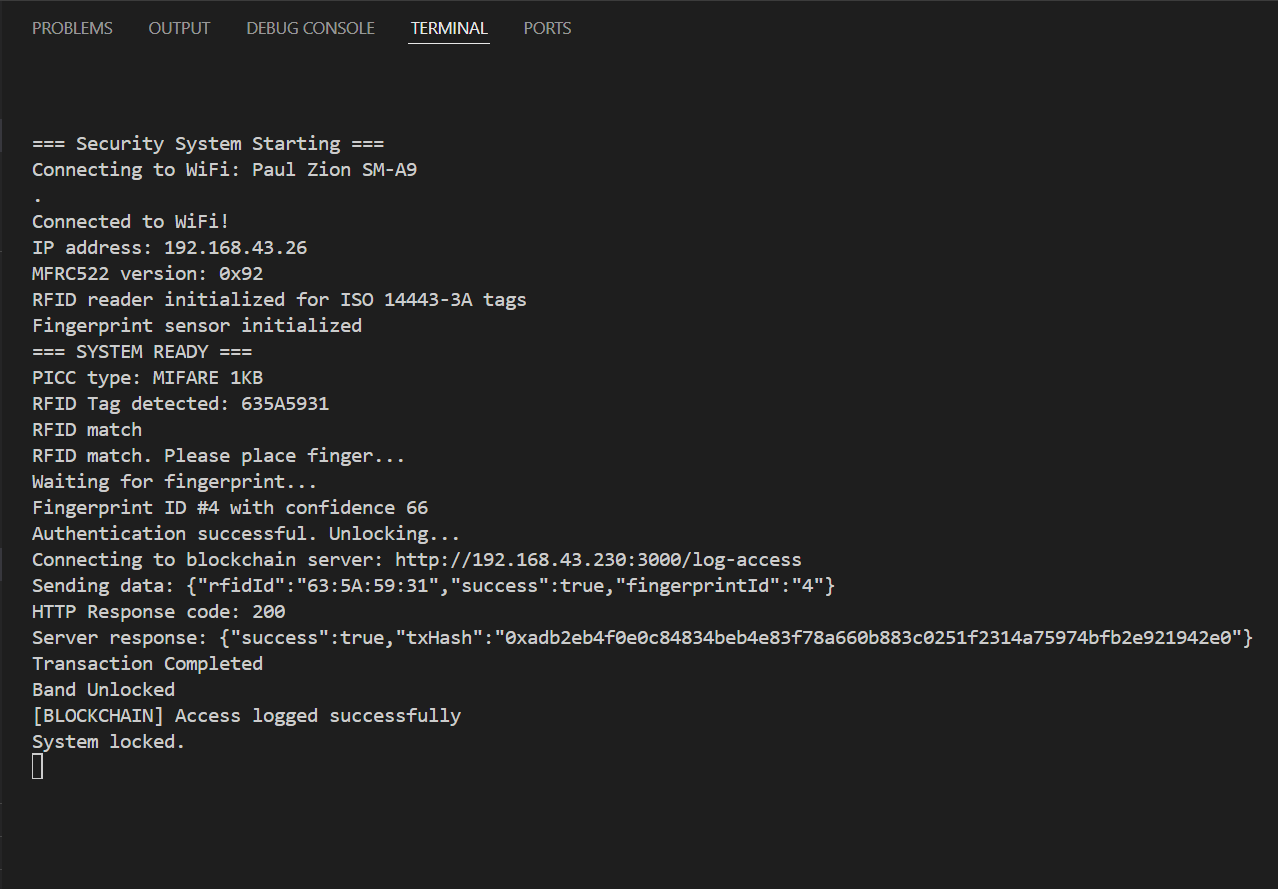 PROBLEMS OUTPUT DEBUG CONSOLE TERMINAL PORTS
=== Security System Starting ===
Connecting to WiFi: Paul Zion SM-A9
.
Connected to WiFi!
IP address: 192.168.43.26
MFRC522 version: 0x92
RFID reader initialized for ISO 14443-3A tags
Fingerprint sensor initialized
=== SYSTEM READY ===
PICC type: MIFARE 1KB
RFID Tag detected: 635A5931
RFID match
RFID match. Please place finger...
Waiting for fingerprint...
Fingerprint ID #4 with confidence 66
Authentication successful. Unlocking...
Connecting to blockchain server: http://192.168.43.230:3000/log-access
Sending data: {"rfidId":"63:5A:59:31","success":true,"fingerprintId":"4"}
HTTP Response code: 200
Server response: {"success":true,"txHash":"0xadb2eb4f0e0c84834beb4e83f78a660b883c0251f2314a75974bfb2e921942e0"}
Transaction Completed
Band Unlocked
[BLOCKCHAIN] Access logged successfully
System locked.